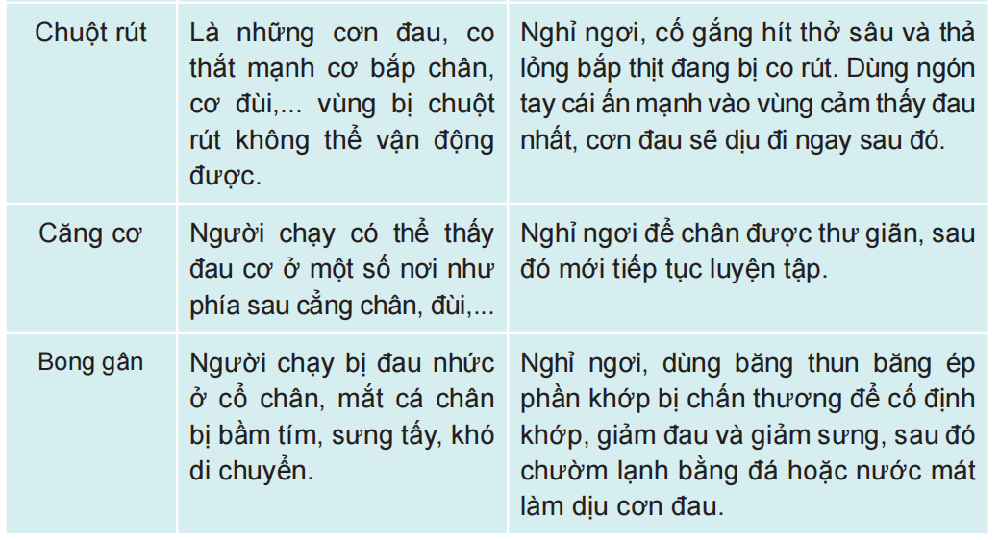 Chuột rút
Là những cơn đau, co
thắt mạnh cơ bắp chân,
cơ đùi,... vùng bị chuột
rút không thể vận động
được.
Nghỉ ngơi, cố gắng hít thở sâu và thả
lỏng bắp thịt đang bị co rút. Dùng ngón
tay cái ấn mạnh vào vùng cảm thấy đau
nhất, cơn đau sẽ dịu đi ngay sau đó.
Căng cơ
Người chạy có thể thấy
đau cơ ở một số nơi như
phía sau cẳng chân, đùi,...
Nghỉ ngơi để chân được thư giãn, sau
đó mới tiếp tục luyện tập.
Bong gân
Người chạy bị đau nhức
ở cổ chân, mắt cá chân
bị bầm tím, sưng tấy, khó
di chuyển.
Nghỉ ngơi, dùng băng thun băng ép
phần khớp bị chấn thương để cố định
khớp, giảm đau và giảm sưng, sau đó
chườm lạnh bằng đá hoặc nước mát
làm dịu cơn đau.